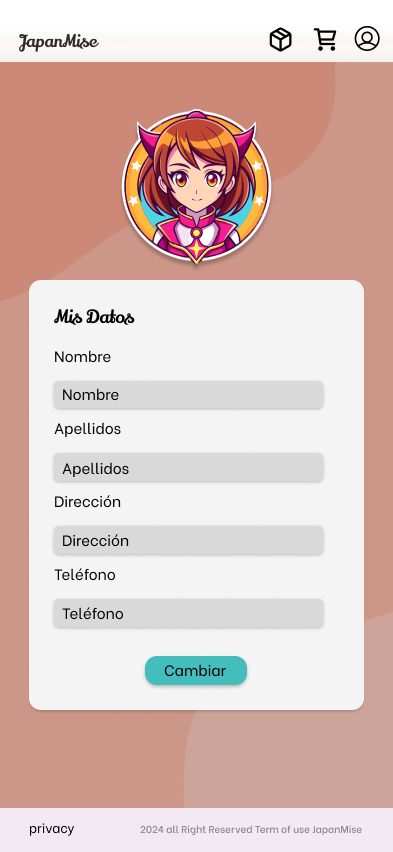 JapanMise
Mis Datos
Nombre
Nombre
Apellidos
Apellidos
Dirección
Dirección
Teléfono
Teléfono
Cambiar
privacy
2024 all Right Reserved Term of use JapanMise